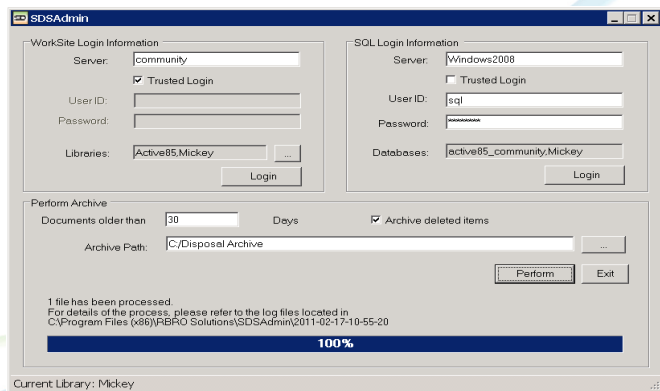 SDSAdmin
WorkSite Login Information
Server: community
Trusted Login
User ID:
Password:
Libraries: Active85,Mickey ...
Login
SQL Login Information
Server: Windows2008
Trusted Login
User ID: sql
Password: ********
Databases: active85_community,Mickey
Login
Perform Archive
Documents older than 30 Days Archive deleted items
Archive Path: C:/Disposal Archive ...
Perform Exit
1 file has been processed.
For details of the process, please refer to the log files located in
C:\Program Files (x86)\RBRO Solutions\SDSAdmin\2011-02-17-10-55-20
100%
Current Library: Mickey